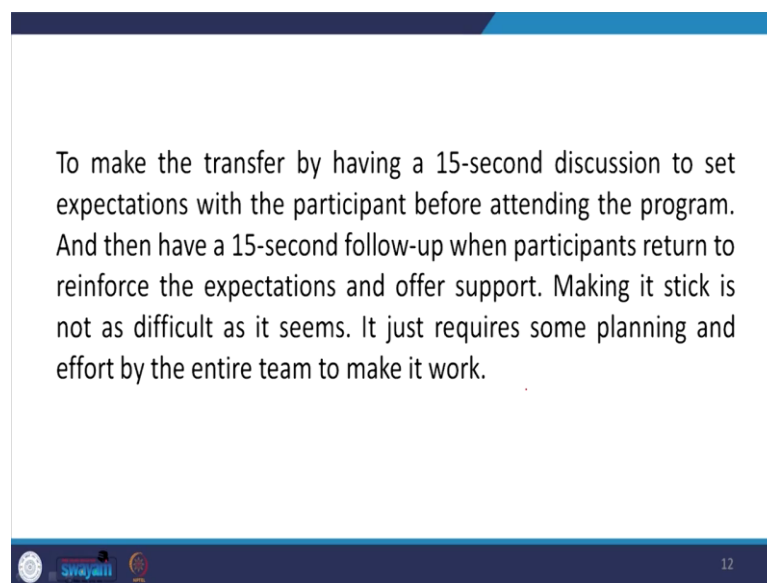 To make the transfer by having a 15-second discussion to set
expectations with the participant before attending the program.
And then have a 15-second follow-up when participants return to
reinforce the expectations and offer support. Making it stick is
not as difficult as it seems. It just requires some planning and
effort by the entire team to make it work.
swayam
12